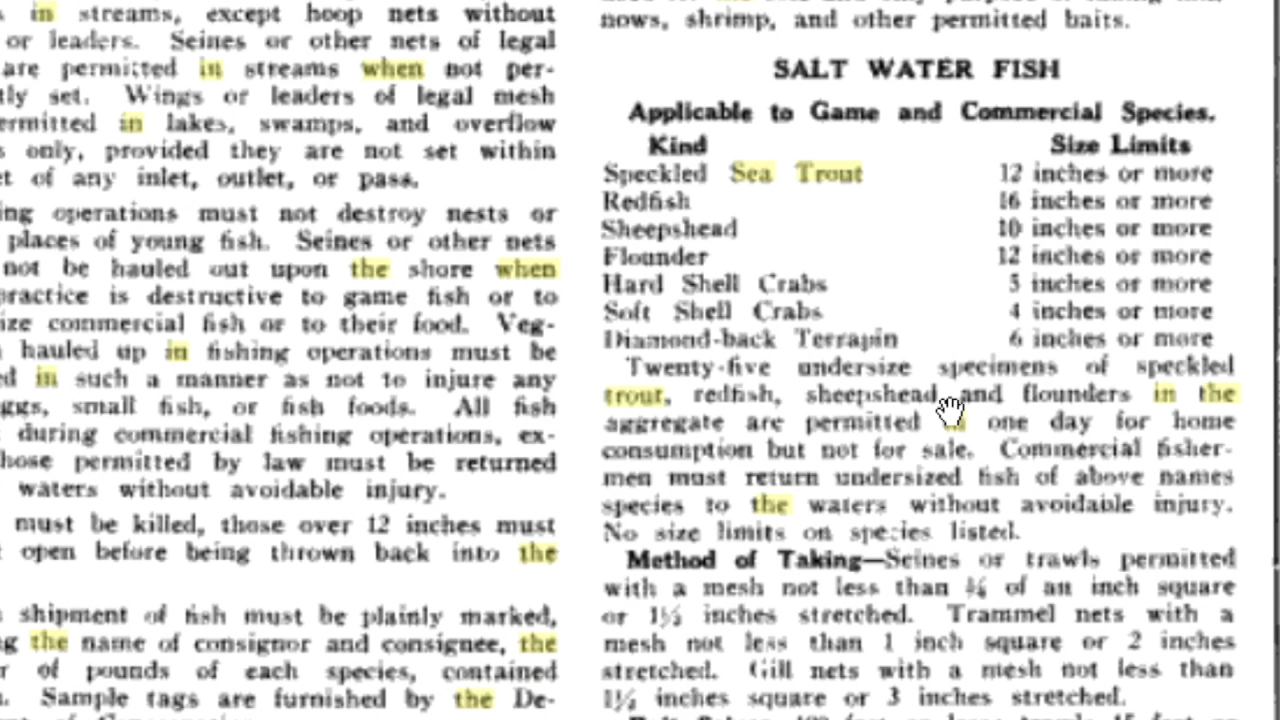 in streams, except hoop nets without
or leaders. Seines or other nets of legal
are permitted in streams when not per-
tly set. Wings or leaders of legal mesh
ermitted in lakes, swamps, and overflow
only, provided they are not set within
of any inlet, outlet, or pass.
ing operations must not destroy nests or
places of young fish. Seines or other nets
not be hauled out upon the shore when
practice is destructive to game fish or to
ize commercial fish or to their food. Veg-
hauled up in fishing operations must be
ed in such a manner as not to injure any
ggs, small fish, or fish foods. All fish
during commercial fishing operations, ex-
hose permitted by law must be returned
waters without avoidable injury.
must be killed, those over 12 inches must
open before being thrown back into the
shipment of fish must be plainly marked,
g the name of consignor and consignee, the
r of pounds of each species, contained
Sample tags are furnished by the De-
nows, shrimp, and other permitted baits.
SALT WATER FISH
Applicable to Game and Commercial Species.
Kind Size Limits
Speckled Sea Trout 12 inches or more
Redfish 16 inches or more
Sheepshead 10 inches or more
Flounder 12 inches or more
Hard Shell Crabs 5 inches or more
Soft Shell Crabs 4 inches or more
Diamond-back Terrapin 6 inches or more
Twenty-five undersize specimens of speckled
trout, redfish, sheepshead and flounders in the
aggregate are permitted one day for home
consumption but not for sale. Commercial fisher-
men must return undersized fish of above names
species to the waters without avoidable injury.
No size limits on species listed.
Method of Taking—Seines or trawls permitted
with a mesh not less than ¾ of an inch square
or 1½ inches stretched. Trammel nets with a
mesh not less than 1 inch square or 2 inches
stretched. Gill nets with a mesh not less than
1½ inches square or 3 inches stretched.